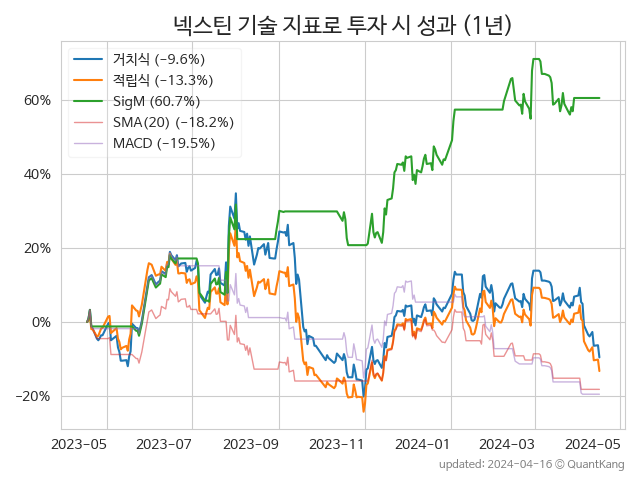 넥스틴 기술 지표로 투자 시 성과 (1년)
거치식 (-9.6%)
적립식 (-13.3%)
SigM (60.7%)
SMA(20) (-18.2%)
MACD (-19.5%)
60%
40%
20%
0%
-20%
2023-05 2023-07 2023-09 2023-11 2024-01 2024-03 2024-05
updated: 2024-04-16 © QuantKang